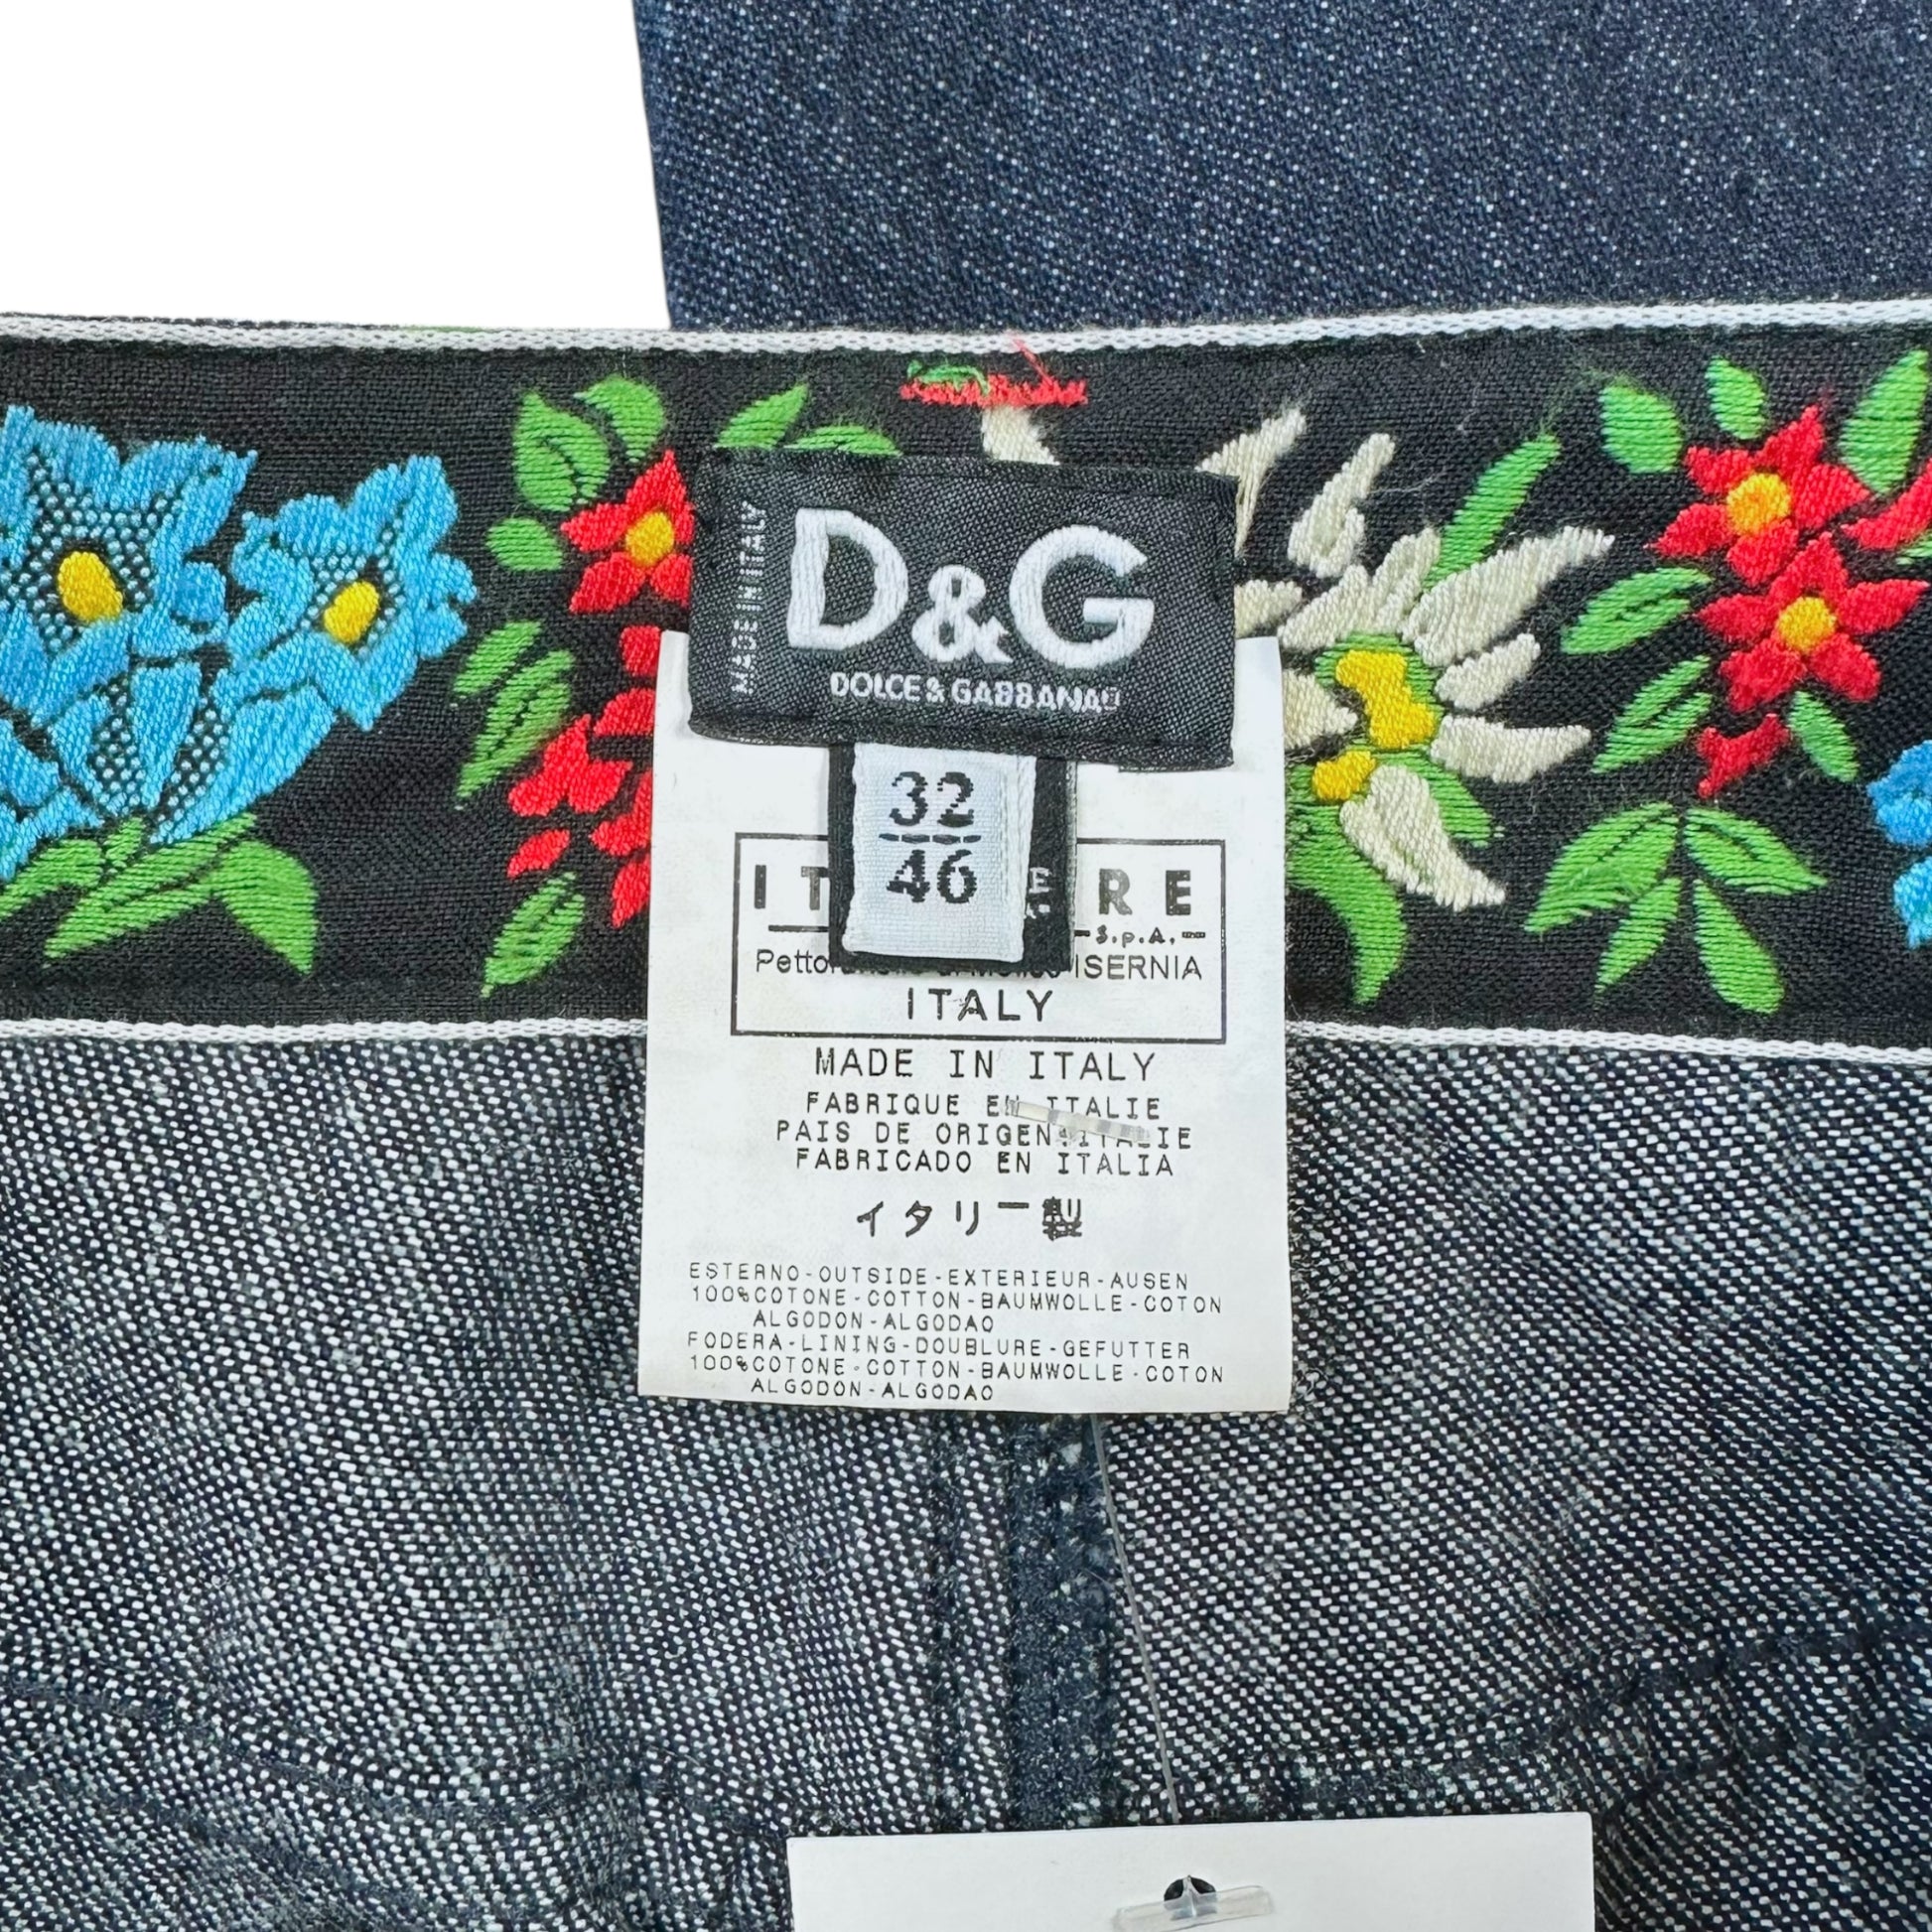 MADE IN ITALY
D&G
DOLCE & GABBANA
32
46
S.p.A.
ISERNIA
ITALY
MADE IN ITALY
FABRIQUE EN ITALIE
PAIS DE ORIGEN ITALIE
FABRICADO EN ITALIA
イタリー製
ESTERNO-OUTSIDE-EXTERIEUR-AUSEN
100%COTONE-COTTON-BAUMWOLLE-COTON
ALGODON-ALGODAO
FODERA-LINING-DOUBLURE-GEFUTTER
100%COTONE-COTTON-BAUMWOLLE-COTON
ALGODON-ALGODAO